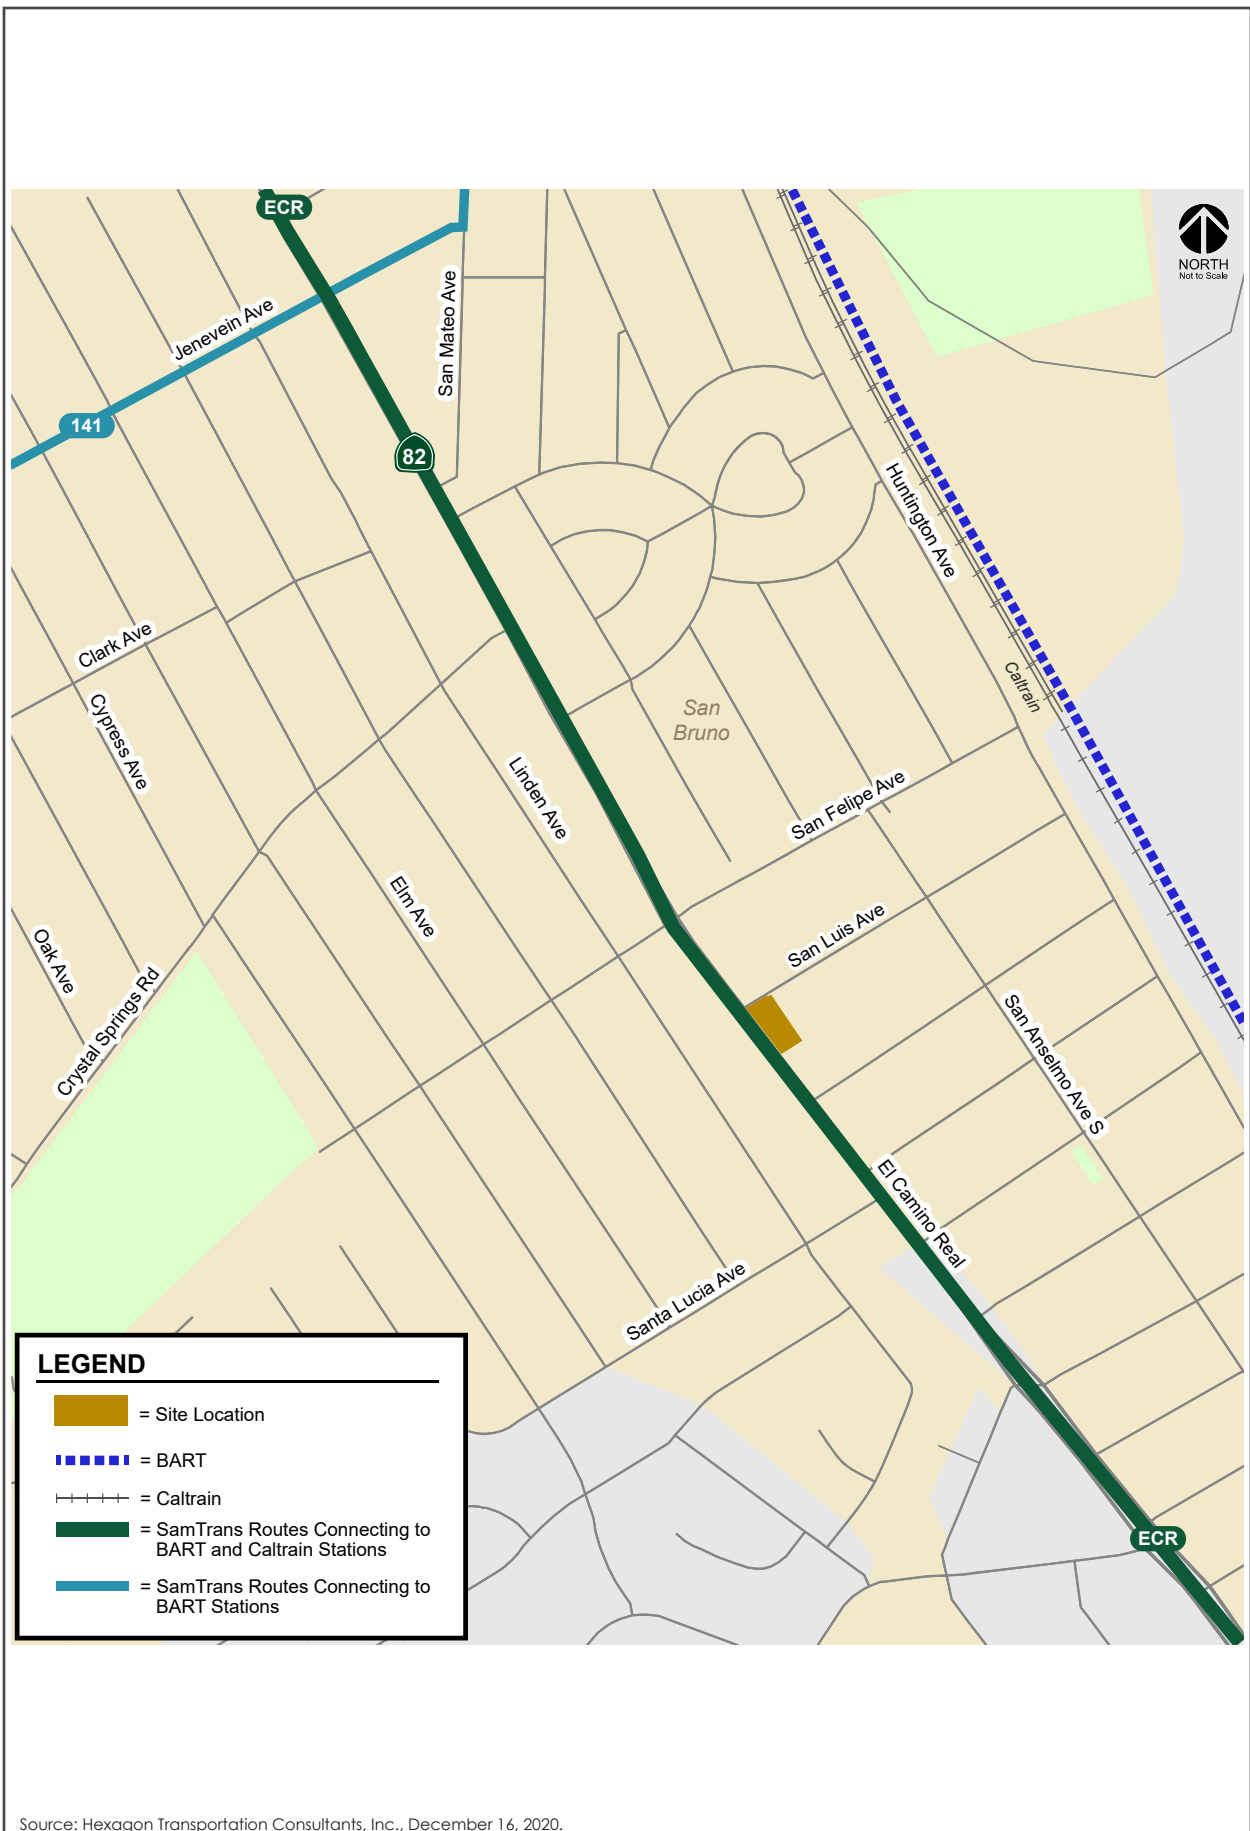 ECR
NORTH
Not to Scale
Jenevein Ave
San Mateo Ave
141
82
Huntington Ave
Clark Ave
Caltrain
Cypress Ave
San
Bruno
Linden Ave
San Felipe Ave
Elm Ave
San Luis Ave
Oak Ave
Crystal Springs Rd
San Anselmo Ave S
El Camino Real
Santa Lucia Ave
LEGEND
= Site Location
= BART
= Caltrain
= SamTrans Routes Connecting to
BART and Caltrain Stations
= SamTrans Routes Connecting to
BART Stations
ECR
Source: Hexagon Transportation Consultants, Inc., December 16, 2020.